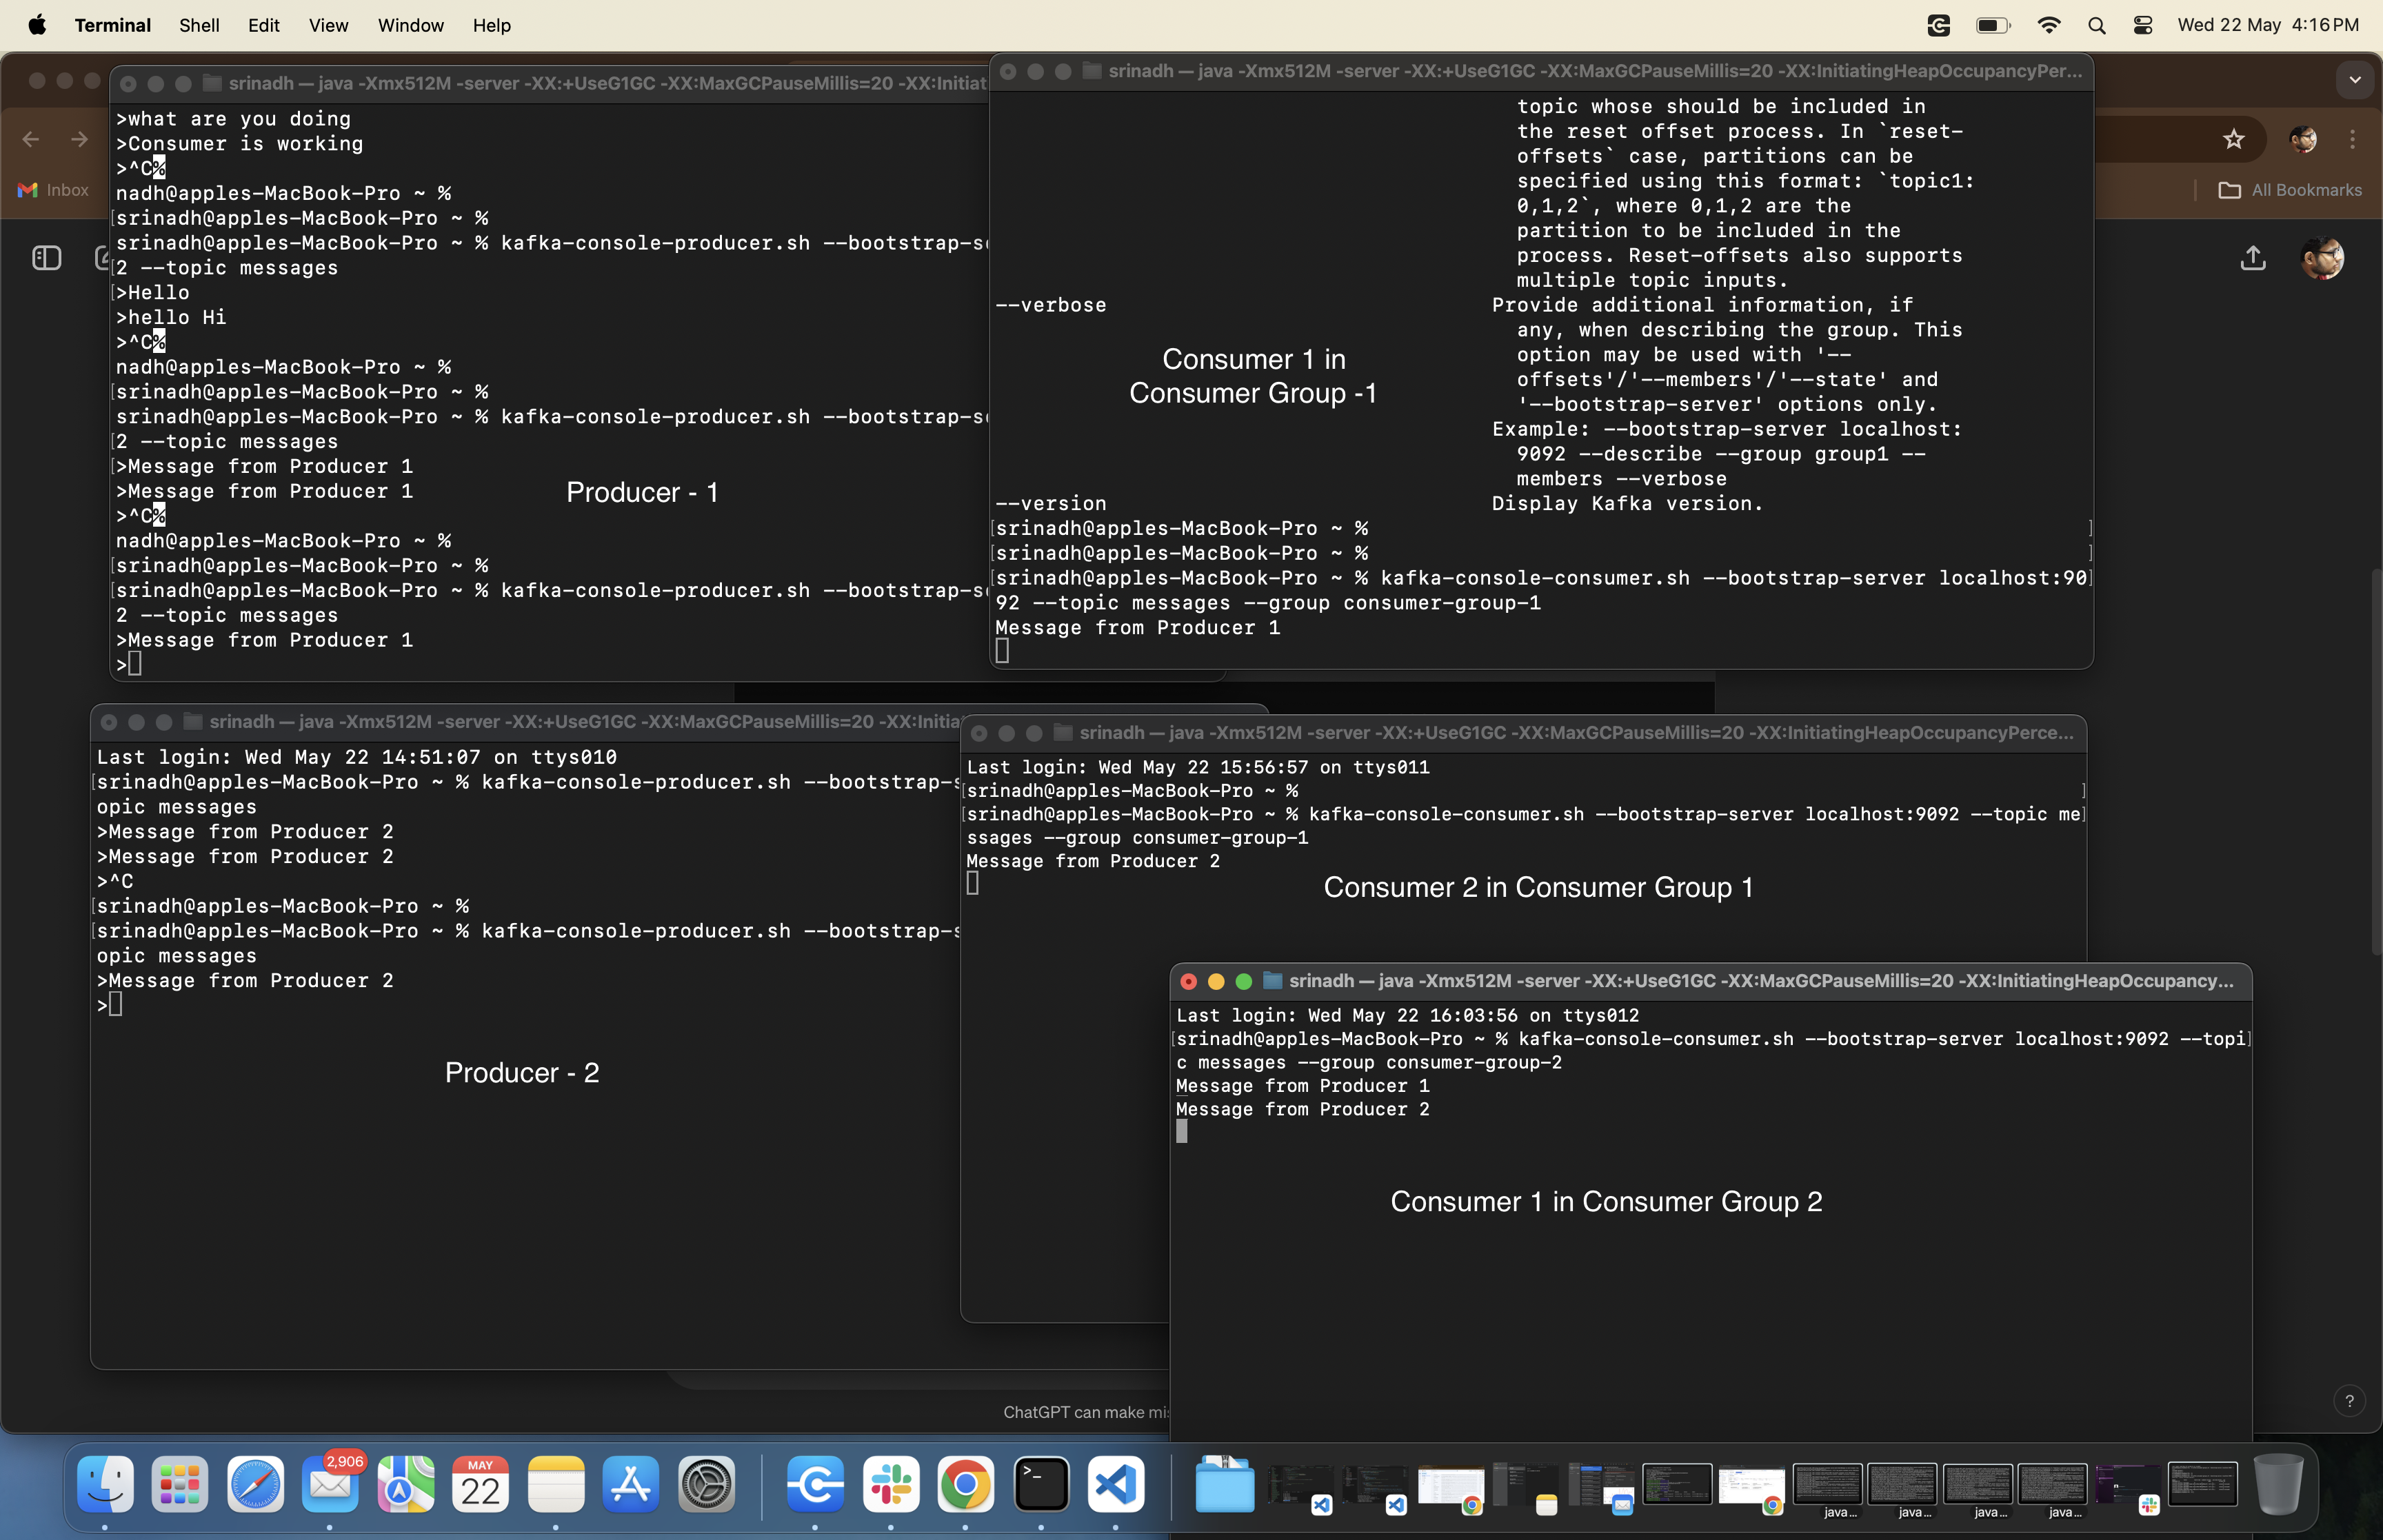 Terminal Shell Edit View Window Help
Wed 22 May 4:16 PM
Inbox
All Bookmarks
srinadh — java -Xmx512M -server -XX:+UseG1GC -XX:MaxGCPauseMillis=20 -XX:Initiat
>what are you doing
>Consumer is working
>^C%
nadh@apples-MacBook-Pro ~ %
[srinadh@apples-MacBook-Pro ~ %
srinadh@apples-MacBook-Pro ~ % kafka-console-producer.sh --bootstrap-se
[2 --topic messages
[>Hello
>hello Hi
>^C%
nadh@apples-MacBook-Pro ~ %
[srinadh@apples-MacBook-Pro ~ %
srinadh@apples-MacBook-Pro ~ % kafka-console-producer.sh --bootstrap-se
[2 --topic messages
[>Message from Producer 1
>Message from Producer 1
>^C%
nadh@apples-MacBook-Pro ~ %
[srinadh@apples-MacBook-Pro ~ %
[srinadh@apples-MacBook-Pro ~ % kafka-console-producer.sh --bootstrap-se
2 --topic messages
>Message from Producer 1
>
Producer - 1
srinadh — java -Xmx512M -server -XX:+UseG1GC -XX:MaxGCPauseMillis=20 -XX:InitiatingHeapOccupancyPer...
topic whose should be included in
the reset offset process. In `reset-
offsets` case, partitions can be
specified using this format: `topic1:
0,1,2`, where 0,1,2 are the
partition to be included in the
process. Reset-offsets also supports
multiple topic inputs.
--verbose Provide additional information, if
any, when describing the group. This
option may be used with '--
offsets'/'--members'/'--state' and
'--bootstrap-server' options only.
Example: --bootstrap-server localhost:
9092 --describe --group group1 --
members --verbose
--version Display Kafka version.
[srinadh@apples-MacBook-Pro ~ % ]
[srinadh@apples-MacBook-Pro ~ % ]
[srinadh@apples-MacBook-Pro ~ % kafka-console-consumer.sh --bootstrap-server localhost:90]
92 --topic messages --group consumer-group-1
Message from Producer 1
Consumer 1 in
Consumer Group -1
srinadh — java -Xmx512M -server -XX:+UseG1GC -XX:MaxGCPauseMillis=20 -XX:Initia
Last login: Wed May 22 14:51:07 on ttys010
[srinadh@apples-MacBook-Pro ~ % kafka-console-producer.sh --bootstrap-s
opic messages
>Message from Producer 2
>Message from Producer 2
>^C
[srinadh@apples-MacBook-Pro ~ %
[srinadh@apples-MacBook-Pro ~ % kafka-console-producer.sh --bootstrap-s
opic messages
>Message from Producer 2
>
Producer - 2
srinadh — java -Xmx512M -server -XX:+UseG1GC -XX:MaxGCPauseMillis=20 -XX:InitiatingHeapOccupancyPerce...
Last login: Wed May 22 15:56:57 on ttys011
[srinadh@apples-MacBook-Pro ~ % ]
[srinadh@apples-MacBook-Pro ~ % kafka-console-consumer.sh --bootstrap-server localhost:9092 --topic me]
ssages --group consumer-group-1
Message from Producer 2
Consumer 2 in Consumer Group 1
srinadh — java -Xmx512M -server -XX:+UseG1GC -XX:MaxGCPauseMillis=20 -XX:InitiatingHeapOccupancy...
Last login: Wed May 22 16:03:56 on ttys012
[srinadh@apples-MacBook-Pro ~ % kafka-console-consumer.sh --bootstrap-server localhost:9092 --topi]
c messages --group consumer-group-2
Message from Producer 1
Message from Producer 2
Consumer 1 in Consumer Group 2
ChatGPT can make mis
?
2,906
MAY
22
>_
java...
java...
java...
java...